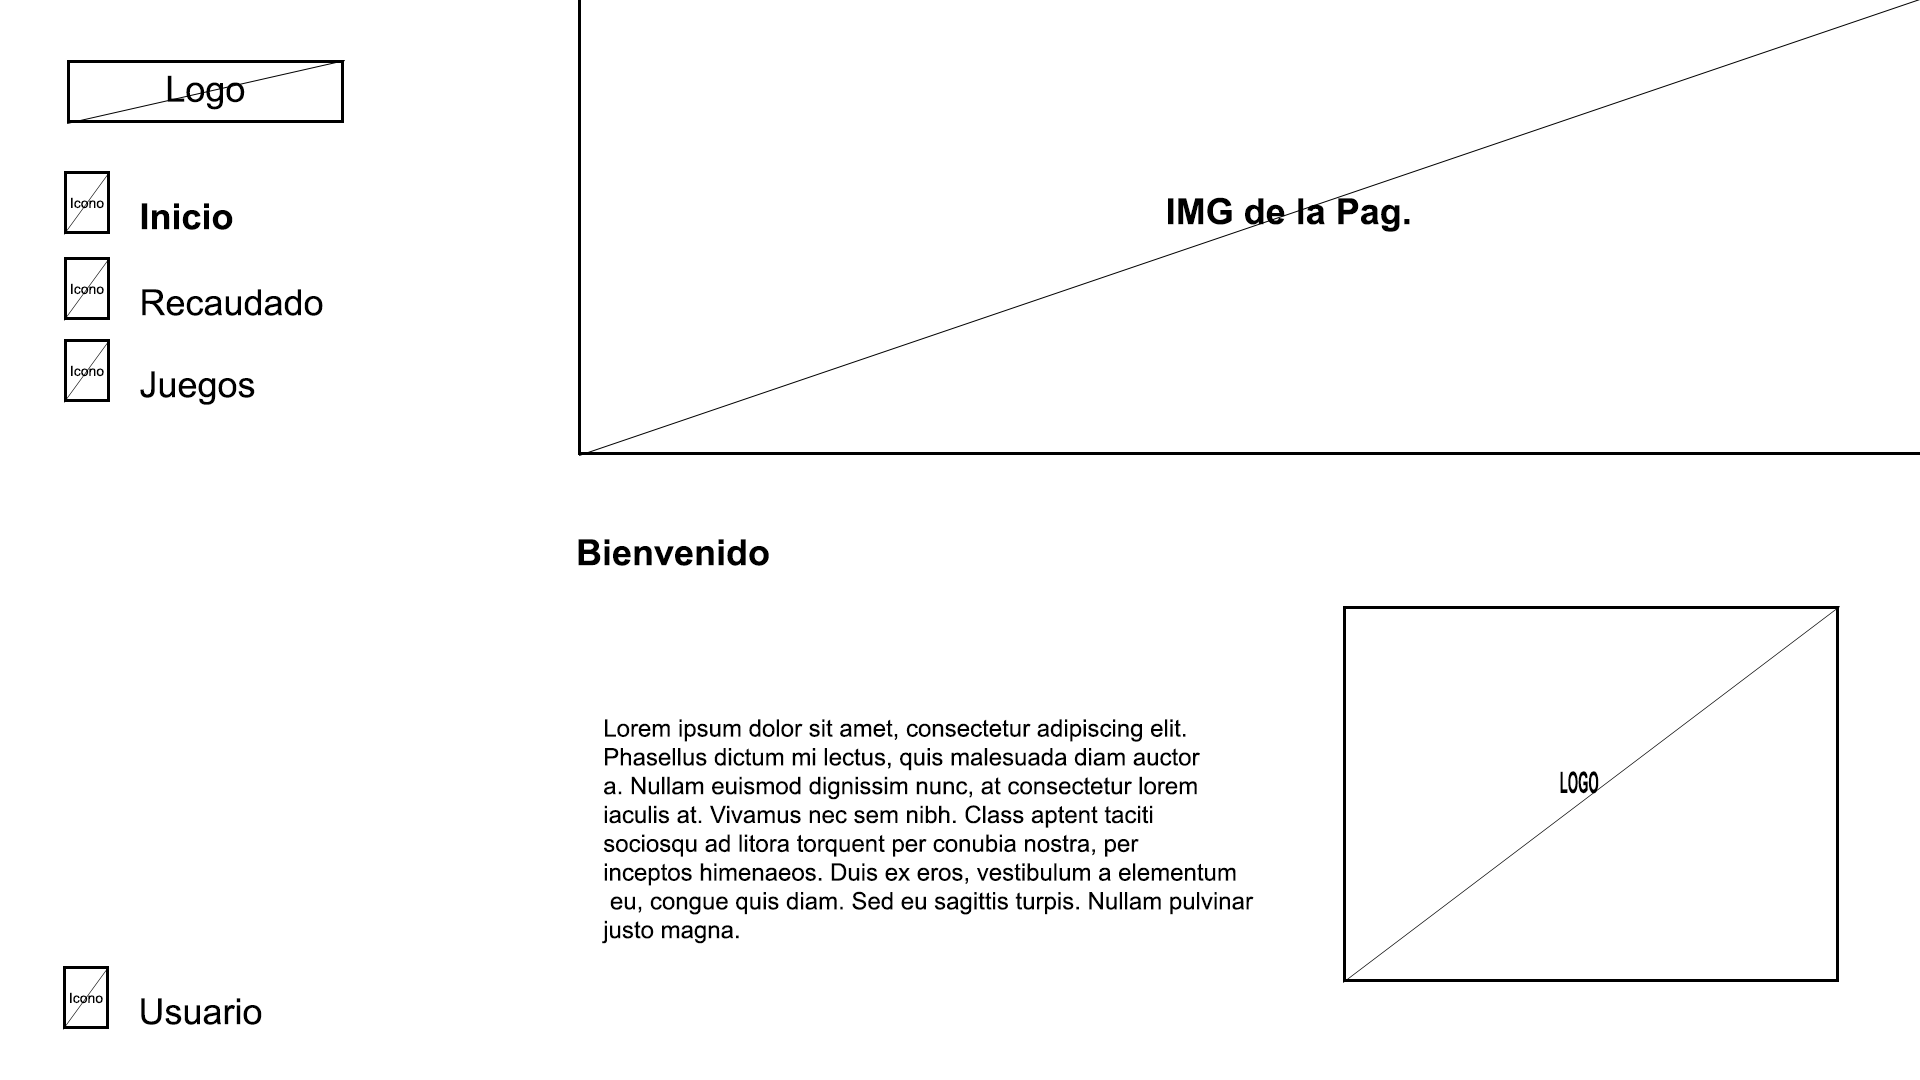 Logo
Icono
Inicio
Icono
Recaudado
Icono
Juegos
Icono
Usuario
IMG de la Pag.
Bienvenido
Lorem ipsum dolor sit amet, consectetur adipiscing elit.
Phasellus dictum mi lectus, quis malesuada diam auctor
a. Nullam euismod dignissim nunc, at consectetur lorem
iaculis at. Vivamus nec sem nibh. Class aptent taciti
sociosqu ad litora torquent per conubia nostra, per
inceptos himenaeos. Duis ex eros, vestibulum a elementum
eu, congue quis diam. Sed eu sagittis turpis. Nullam pulvinar
justo magna.
LOGO